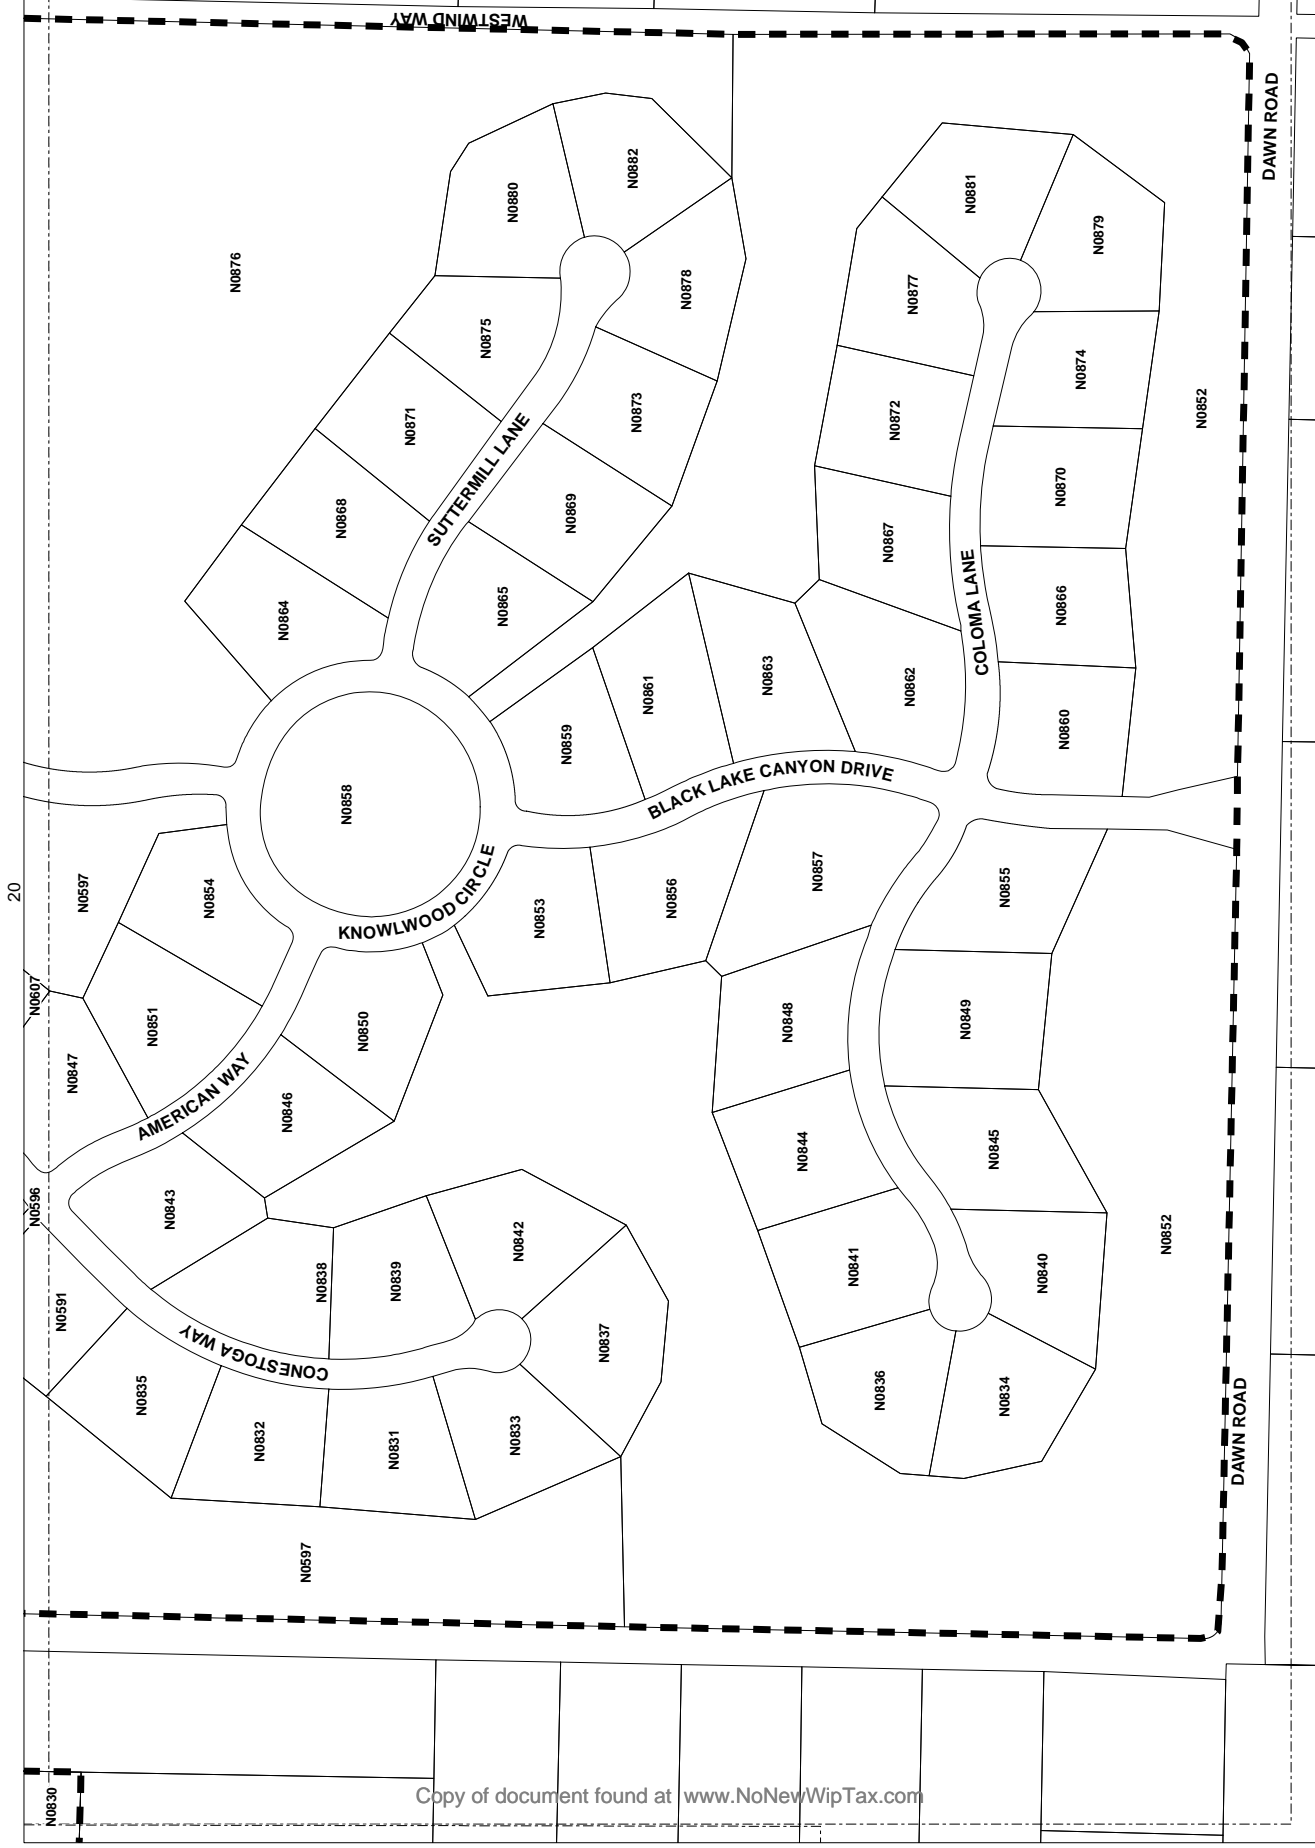 WESTWIND WAY
DAWN ROAD
N0882
N0880
N0881
N0879
N0876
N0878
N0877
N0875
N0874
N0873
N0872
N0871
N0852
SUTTERMILL LANE
N0870
N0869
N0868
N0867
COLOMA LANE
N0866
N0865
N0864
N0863
N0862
N0861
N0860
N0859
N0858
BLACK LAKE CANYON DRIVE
KNOWLWOOD CIRCLE
20
N0597
N0854
N0857
N0855
N0856
N0853
N0607
N0851
N0850
N0848
N0849
N0847
AMERICAN WAY
N0846
N0844
N0845
N0596
N0843
N0842
N0852
N0841
N0840
N0839
N0838
N0591
CONESTOGA WAY
N0837
N0836
N0835
N0834
N0833
N0832
N0831
DAWN ROAD
N0597
N0830
Copy of document found at www.NoNewWipTax.com